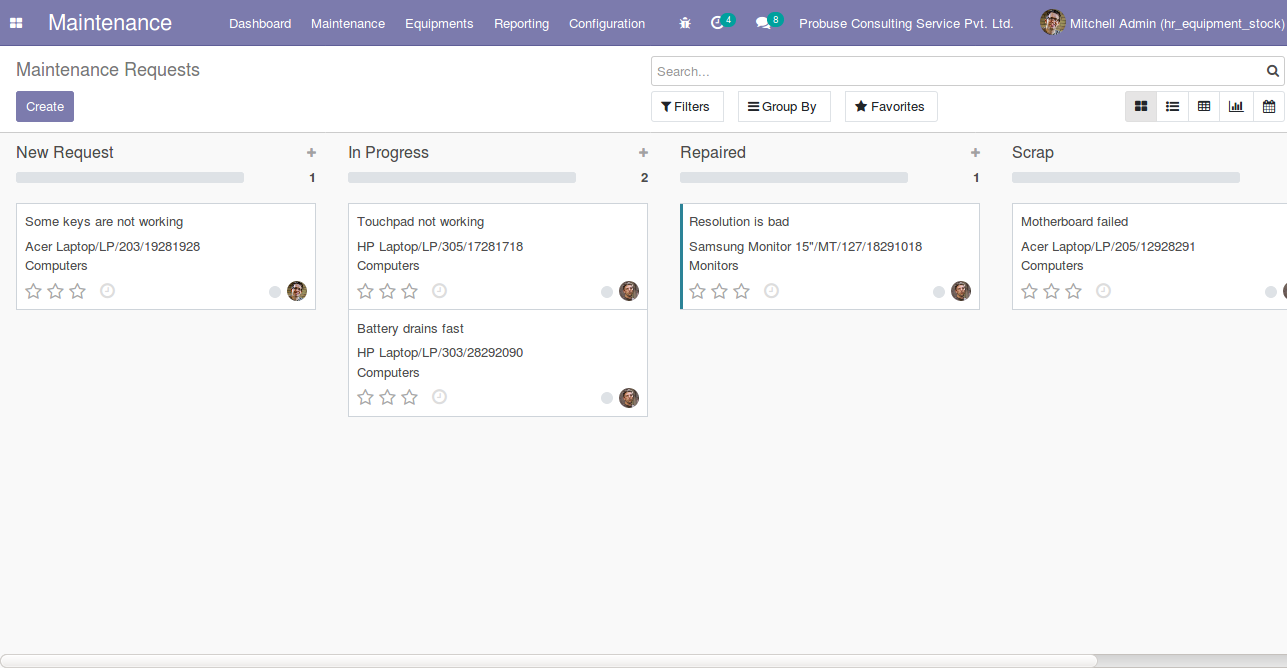 Maintenance Dashboard Maintenance Equipments Reporting Configuration 4 8 Probuse Consulting Service Pvt. Ltd. Mitchell Admin (hr_equipment_stock)
Maintenance Requests
Search...
Create
Filters Group By Favorites
New Request +
1
Some keys are not working
Acer Laptop/LP/203/19281928
Computers
In Progress +
2
Touchpad not working
HP Laptop/LP/305/17281718
Computers
Battery drains fast
HP Laptop/LP/303/28292090
Computers
Repaired +
1
Resolution is bad
Samsung Monitor 15"/MT/127/18291018
Monitors
Scrap
Motherboard failed
Acer Laptop/LP/205/12928291
Computers